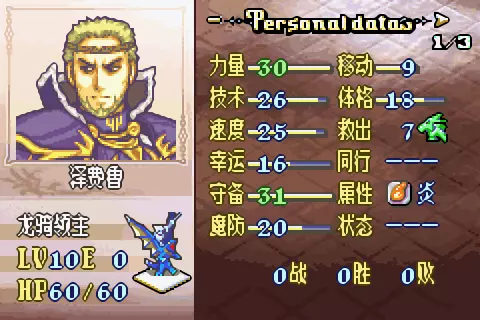 Personal data
1/3
力量 30 移动 9
技术 26 体格 18
速度 25 救出 7
幸运 16 同行 ---
守备 31 属性 炎
魔防 20 状态 ---
0战 0胜 0败
泽费鲁
龙骑领主
LV10 E 0
HP60/60